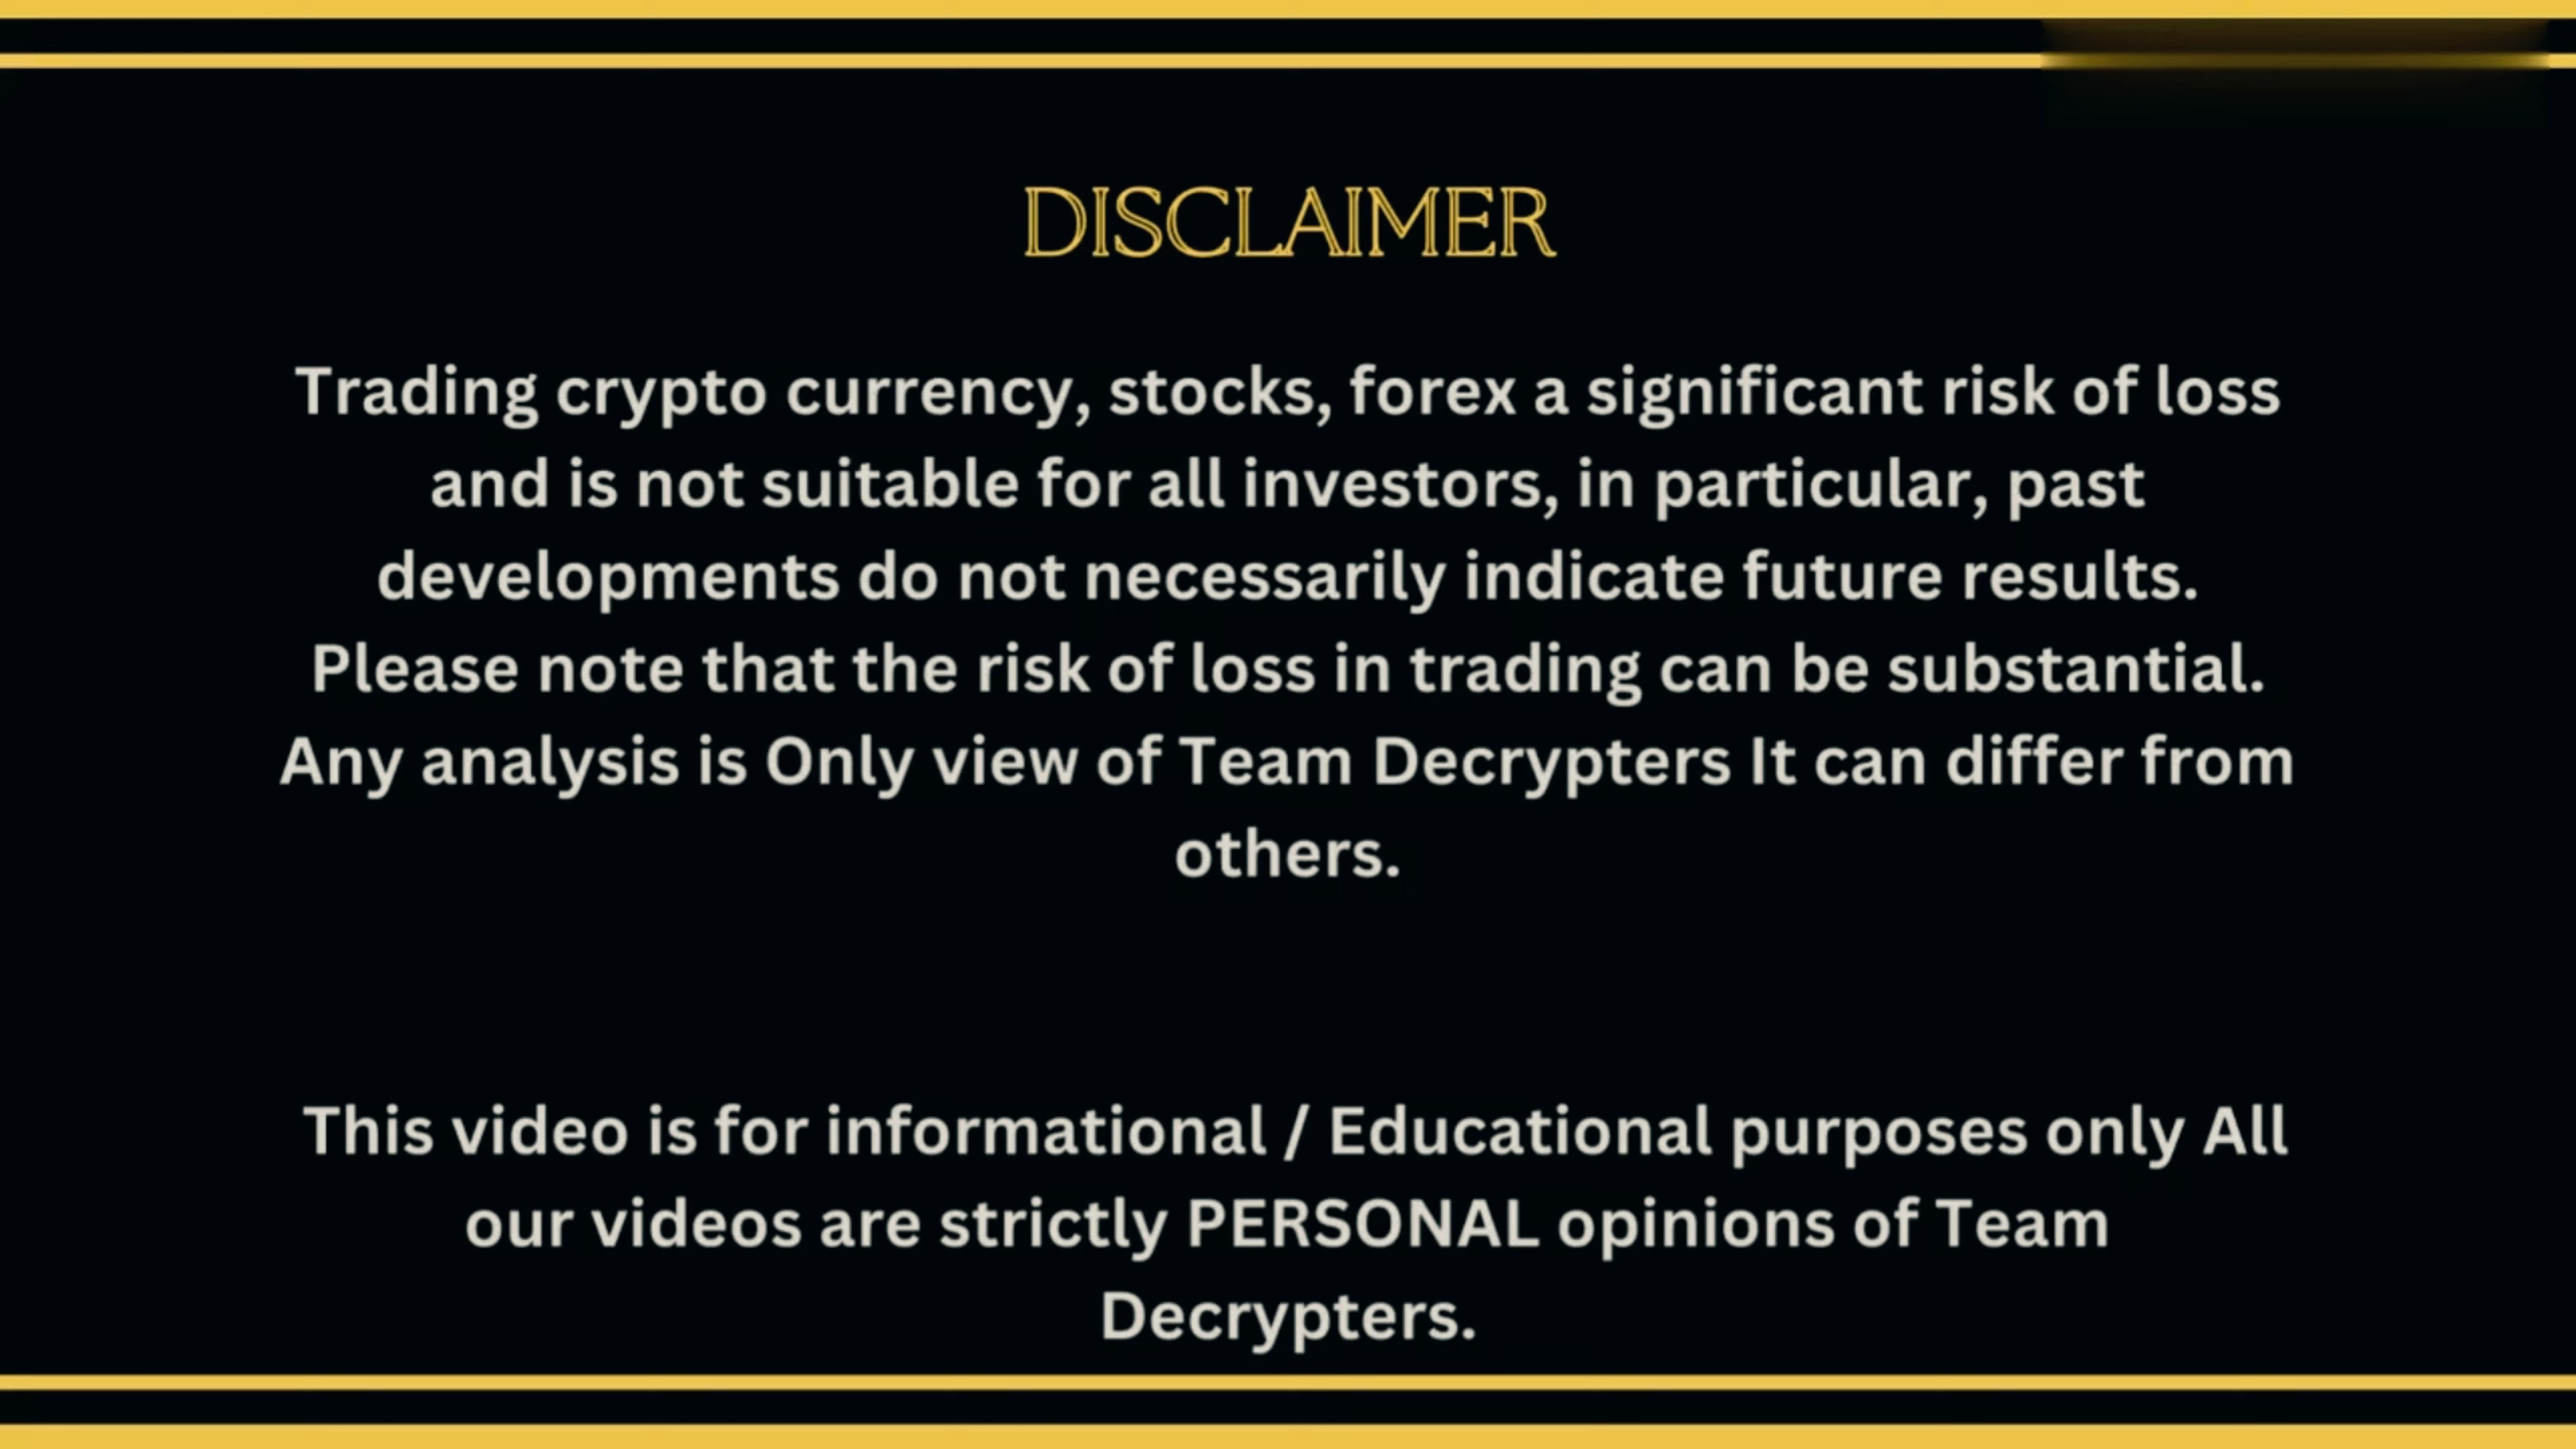 DISCLAIMER
Trading crypto currency, stocks, forex a significant risk of loss
and is not suitable for all investors, in particular, past
developments do not necessarily indicate future results.
Please note that the risk of loss in trading can be substantial.
Any analysis is Only view of Team Decrypters It can differ from
others.
This video is for informational / Educational purposes only All
our videos are strictly PERSONAL opinions of Team
Decrypters.